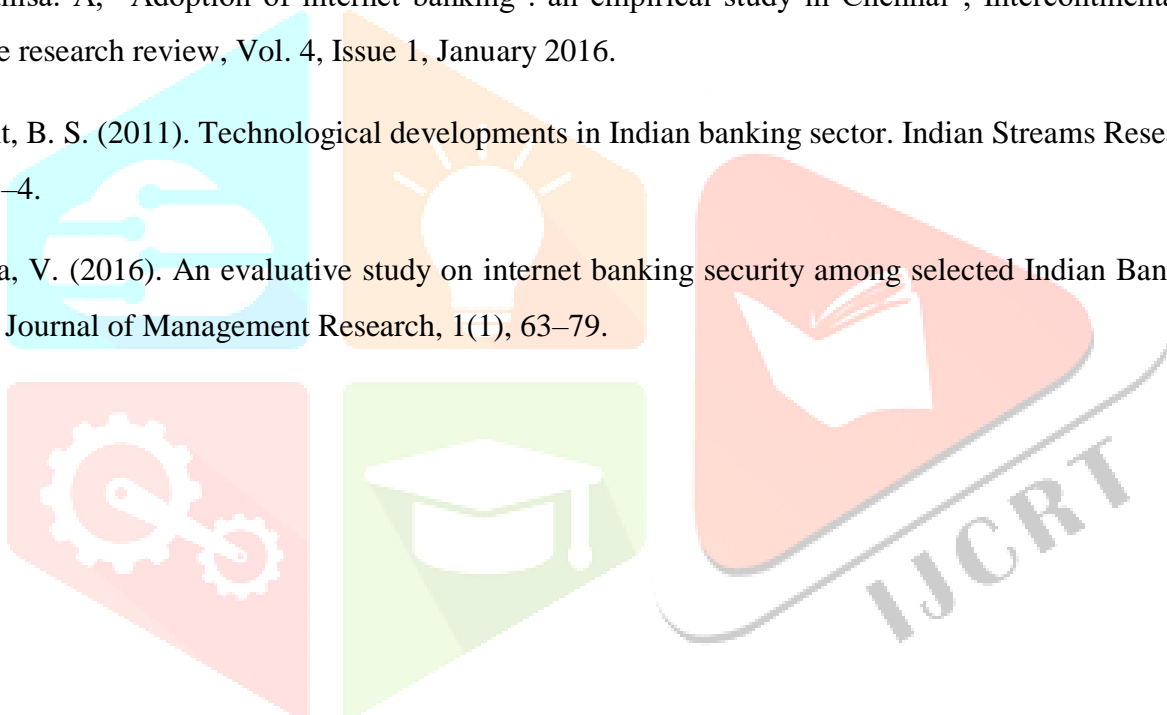 A, Adoption of internet banking : an empirical study in Chennai ,
e research review, Vol. 4, Issue 1, January 2016.
t, B. S. (2011). Technological developments in Indian banking sector. Indian Streams Rese
–4.
a, V. (2016). An evaluative study on internet banking security among selected Indian Ban
Journal of Management Research, 1(1), 63–79.
IJCRT